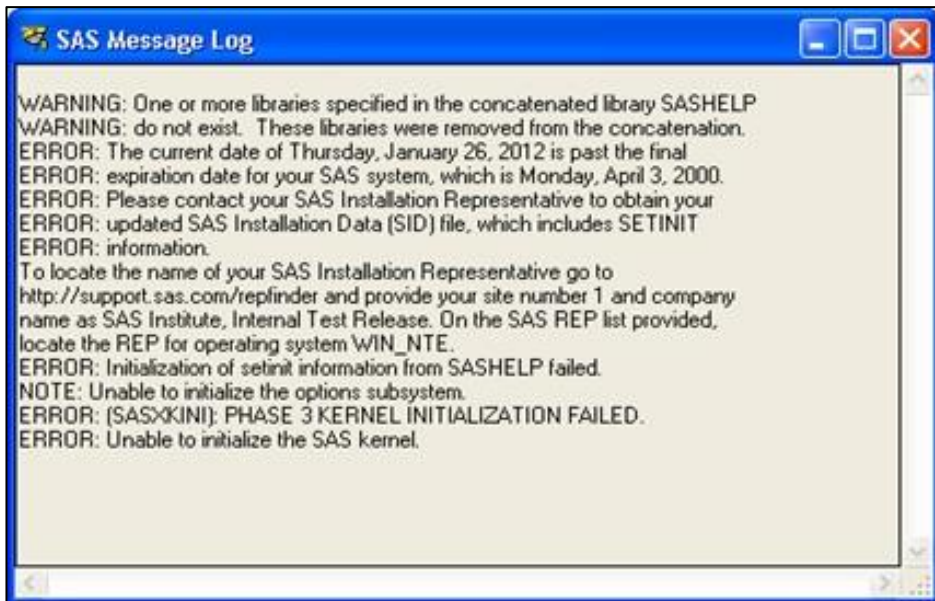 SAS Message Log
WARNING: One or more libraries specified in the concatenated library SASHELP
WARNING: do not exist.  These libraries were removed from the concatenation.
ERROR: The current date of Thursday, January 26, 2012 is past the final
ERROR: expiration date for your SAS system, which is Monday, April 3, 2000.
ERROR: Please contact your SAS Installation Representative to obtain your
ERROR: updated SAS Installation Data (SID) file, which includes SETINIT
ERROR: information.
To locate the name of your SAS Installation Representative go to
http://support.sas.com/repfinder and provide your site number 1 and company
name as SAS Institute, Internal Test Release. On the SAS REP list provided,
locate the REP for operating system WIN_NTE.
ERROR: Initialization of setinit information from SASHELP failed.
NOTE: Unable to initialize the options subsystem.
ERROR: (SASXKINI): PHASE 3 KERNEL INITIALIZATION FAILED.
ERROR: Unable to initialize the SAS kernel.